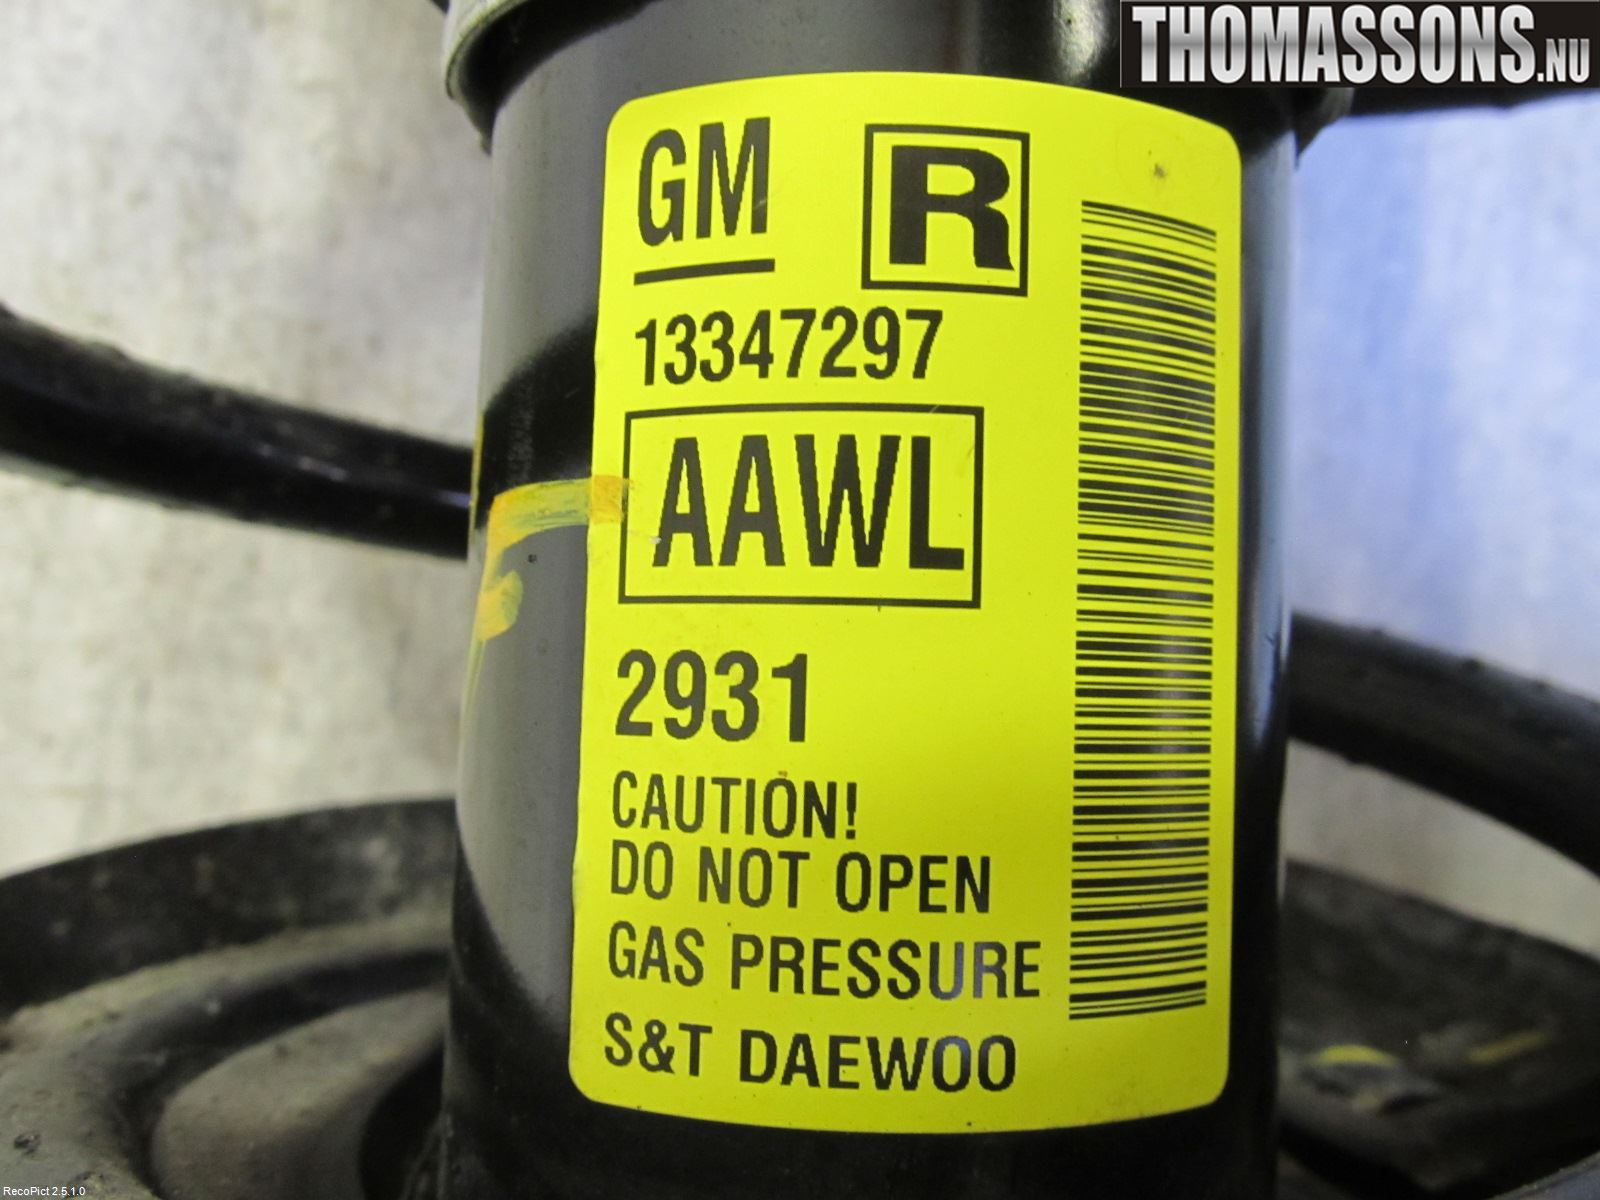 THOMASSONS.NU
GM R
13347297
AAWL
2931
CAUTION!
DO NOT OPEN
GAS PRESSURE
S&T DAEWOO
RecoPict 2.5.1.0